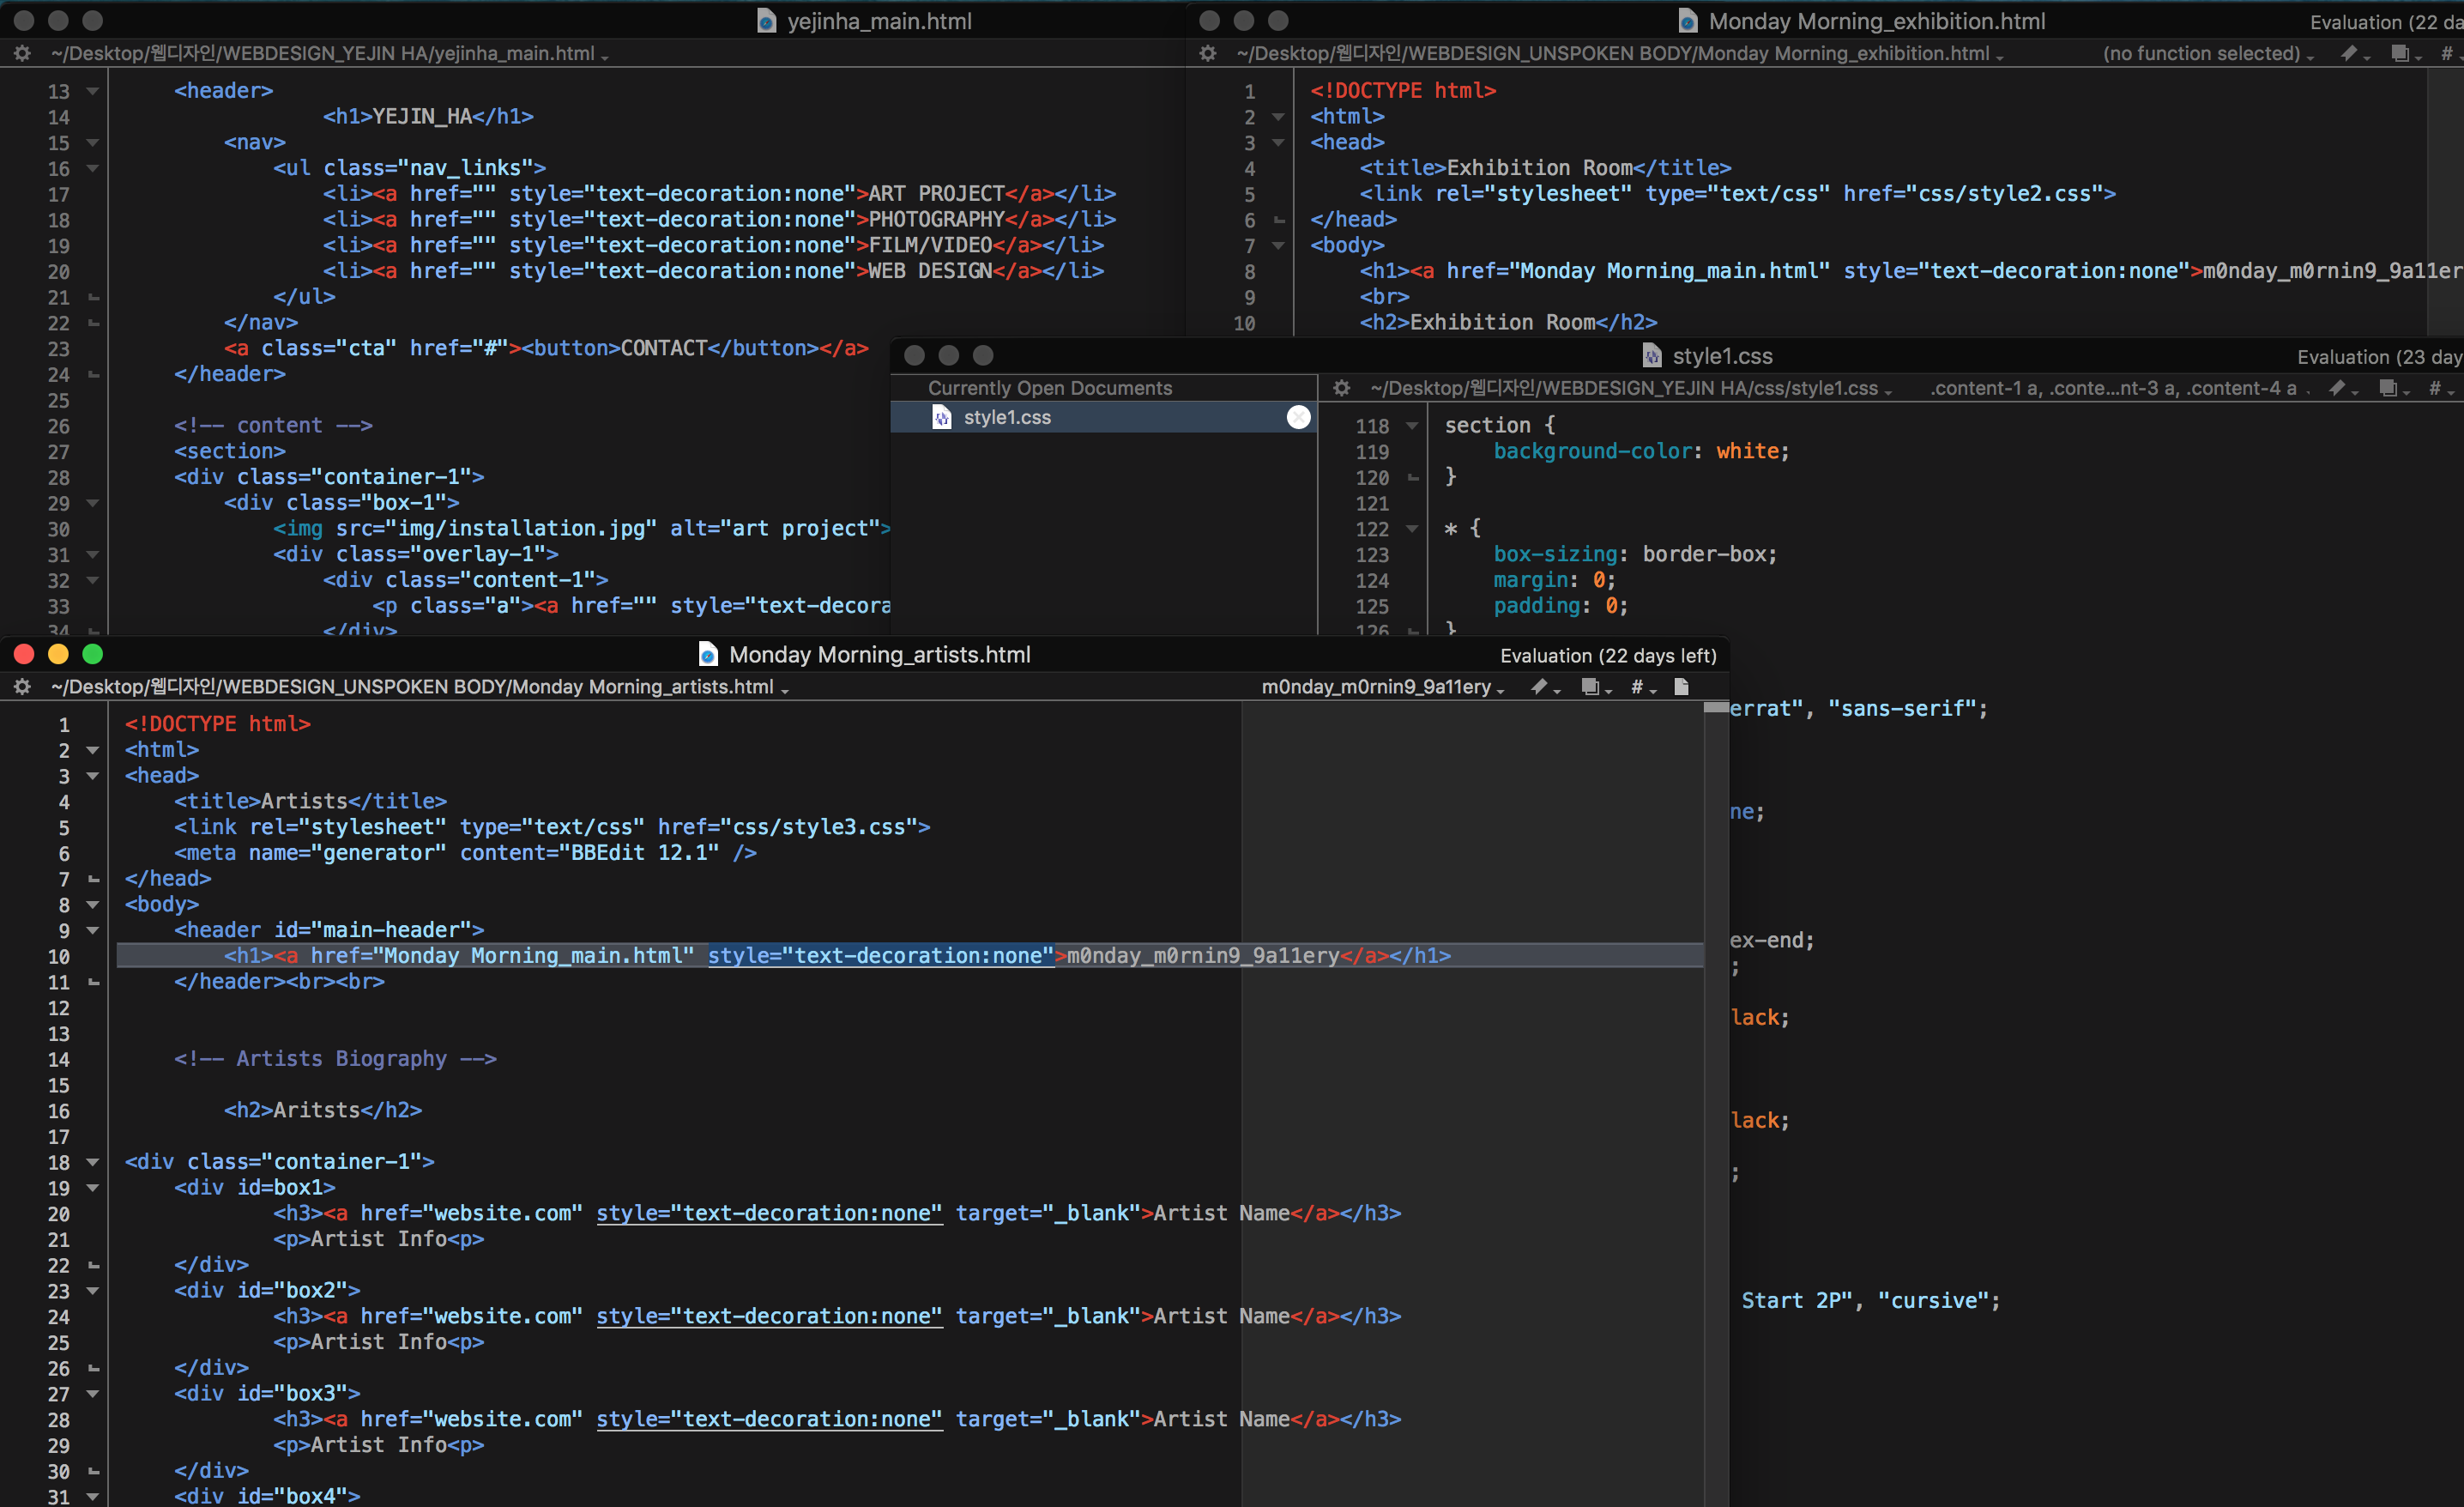 yejinha_main.html
~/Desktop/웹디자인/WEBDESIGN_YEJIN HA/yejinha_main.html
13 <header>
14 <h1>YEJIN_HA</h1>
15 <nav>
16 <ul class="nav_links">
17 <li><a href="" style="text-decoration:none">ART PROJECT</a></li>
18 <li><a href="" style="text-decoration:none">PHOTOGRAPHY</a></li>
19 <li><a href="" style="text-decoration:none">FILM/VIDEO</a></li>
20 <li><a href="" style="text-decoration:none">WEB DESIGN</a></li>
21 </ul>
22 </nav>
23 <a class="cta" href="#"><button>CONTACT</button></a>
24 </header>
25
26 <!-- content -->
27 <section>
28 <div class="container-1">
29 <div class="box-1">
30 <img src="img/installation.jpg" alt="art project">
31 <div class="overlay-1">
32 <div class="content-1">
33 <p class="a"><a href="" style="text-decora
34 </div>
Monday Morning_exhibition.html
Evaluation (22 da
~/Desktop/웹디자인/WEBDESIGN_UNSPOKEN BODY/Monday Morning_exhibition.html (no function selected) #
1 <!DOCTYPE html>
2 <html>
3 <head>
4 <title>Exhibition Room</title>
5 <link rel="stylesheet" type="text/css" href="css/style2.css">
6 </head>
7 <body>
8 <h1><a href="Monday Morning_main.html" style="text-decoration:none">m0nday_m0rnin9_9a11er
9 <br>
10 <h2>Exhibition Room</h2>
style1.css
Evaluation (23 day
Currently Open Documents
style1.css
~/Desktop/웹디자인/WEBDESIGN_YEJIN HA/css/style1.css .content-1 a, .conte...nt-3 a, .content-4 a #
118 section {
119 background-color: white;
120 }
121
122 * {
123 box-sizing: border-box;
124 margin: 0;
125 padding: 0;
126 }
errat", "sans-serif";
ne;
ex-end;
;
lack;
lack;
;
Start 2P", "cursive";
Monday Morning_artists.html
Evaluation (22 days left)
~/Desktop/웹디자인/WEBDESIGN_UNSPOKEN BODY/Monday Morning_artists.html m0nday_m0rnin9_9a11ery #
1 <!DOCTYPE html>
2 <html>
3 <head>
4 <title>Artists</title>
5 <link rel="stylesheet" type="text/css" href="css/style3.css">
6 <meta name="generator" content="BBEdit 12.1" />
7 </head>
8 <body>
9 <header id="main-header">
10 <h1><a href="Monday Morning_main.html" style="text-decoration:none">m0nday_m0rnin9_9a11ery</a></h1>
11 </header><br><br>
12
13
14 <!-- Artists Biography -->
15
16 <h2>Aritsts</h2>
17
18 <div class="container-1">
19 <div id=box1>
20 <h3><a href="website.com" style="text-decoration:none" target="_blank">Artist Name</a></h3>
21 <p>Artist Info<p>
22 </div>
23 <div id="box2">
24 <h3><a href="website.com" style="text-decoration:none" target="_blank">Artist Name</a></h3>
25 <p>Artist Info<p>
26 </div>
27 <div id="box3">
28 <h3><a href="website.com" style="text-decoration:none" target="_blank">Artist Name</a></h3>
29 <p>Artist Info<p>
30 </div>
31 <div id="box4">